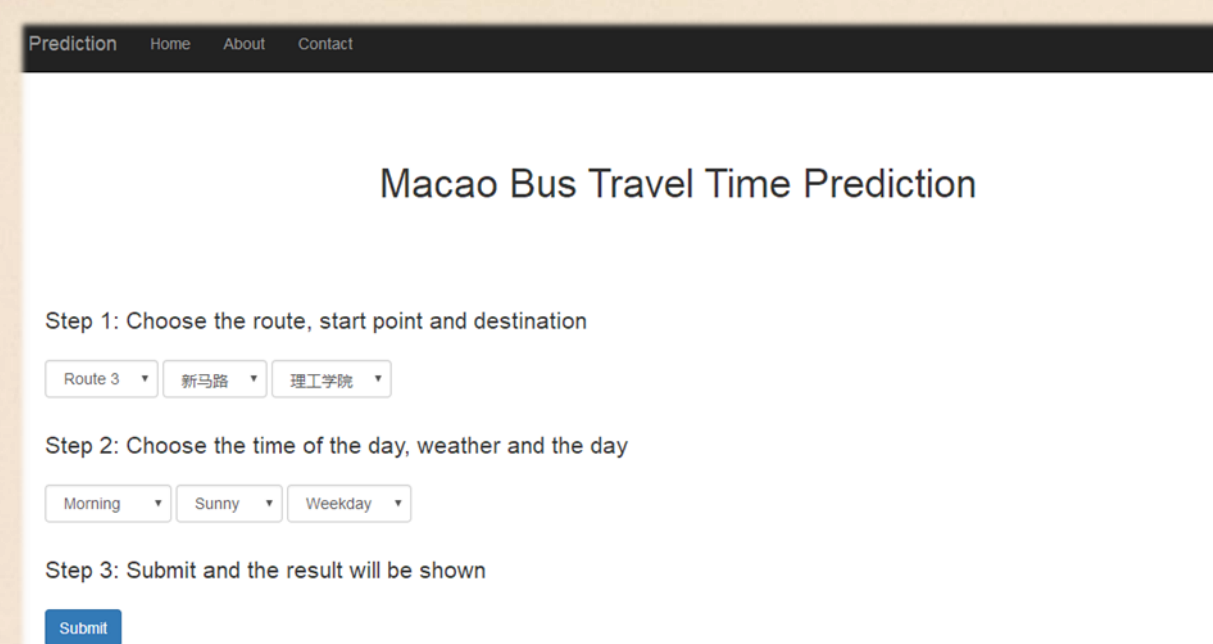 Prediction Home About Contact
Macao Bus Travel Time Prediction
Step 1: Choose the route, start point and destination
Route 3 新马路 理工学院
Step 2: Choose the time of the day, weather and the day
Morning Sunny Weekday
Step 3: Submit and the result will be shown
Submit